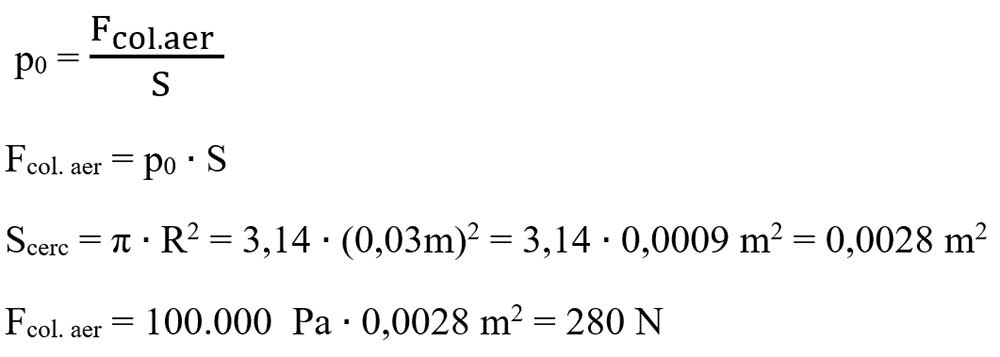 p₀ = F_col.aer / S
F_col. aer = p₀ · S
S_cerc = π · R² = 3,14 · (0,03m)² = 3,14 · 0,0009 m² = 0,0028 m²
F_col. aer = 100.000 Pa · 0,0028 m² = 280 N